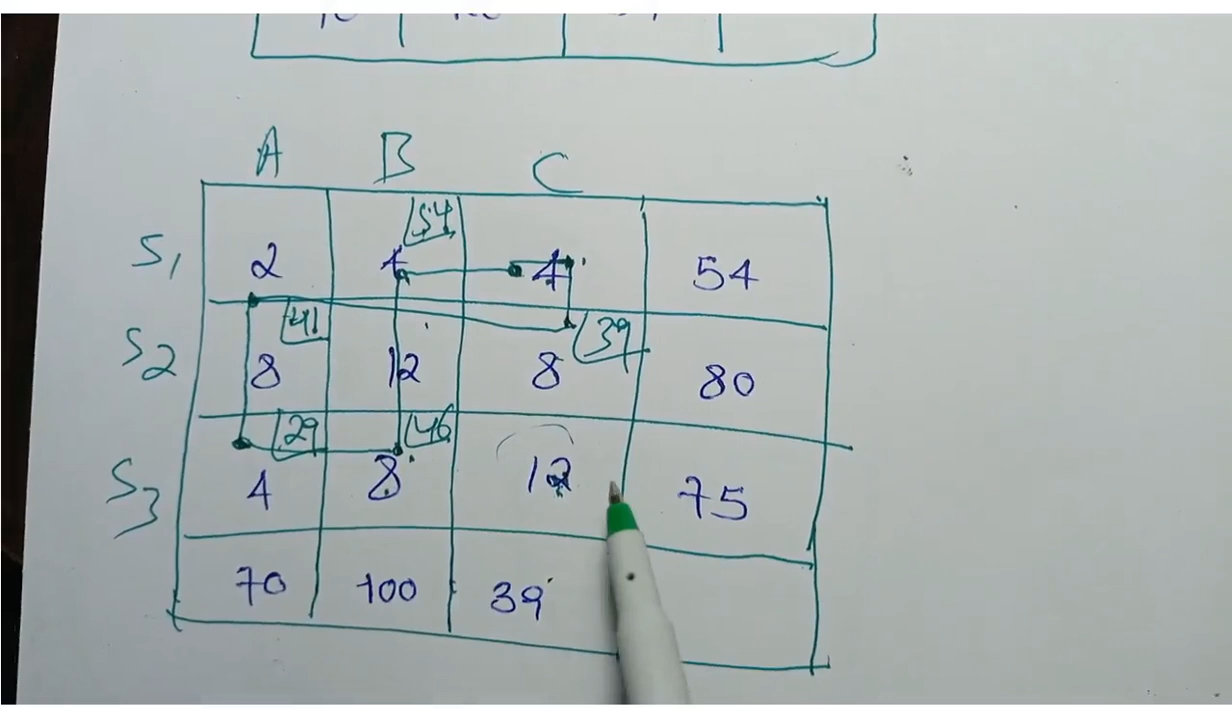 A B C
54
S1 2 4 4 54
41 39
S2 8 12 8 80
29 46
S3 4 8 12 75
70 100 39